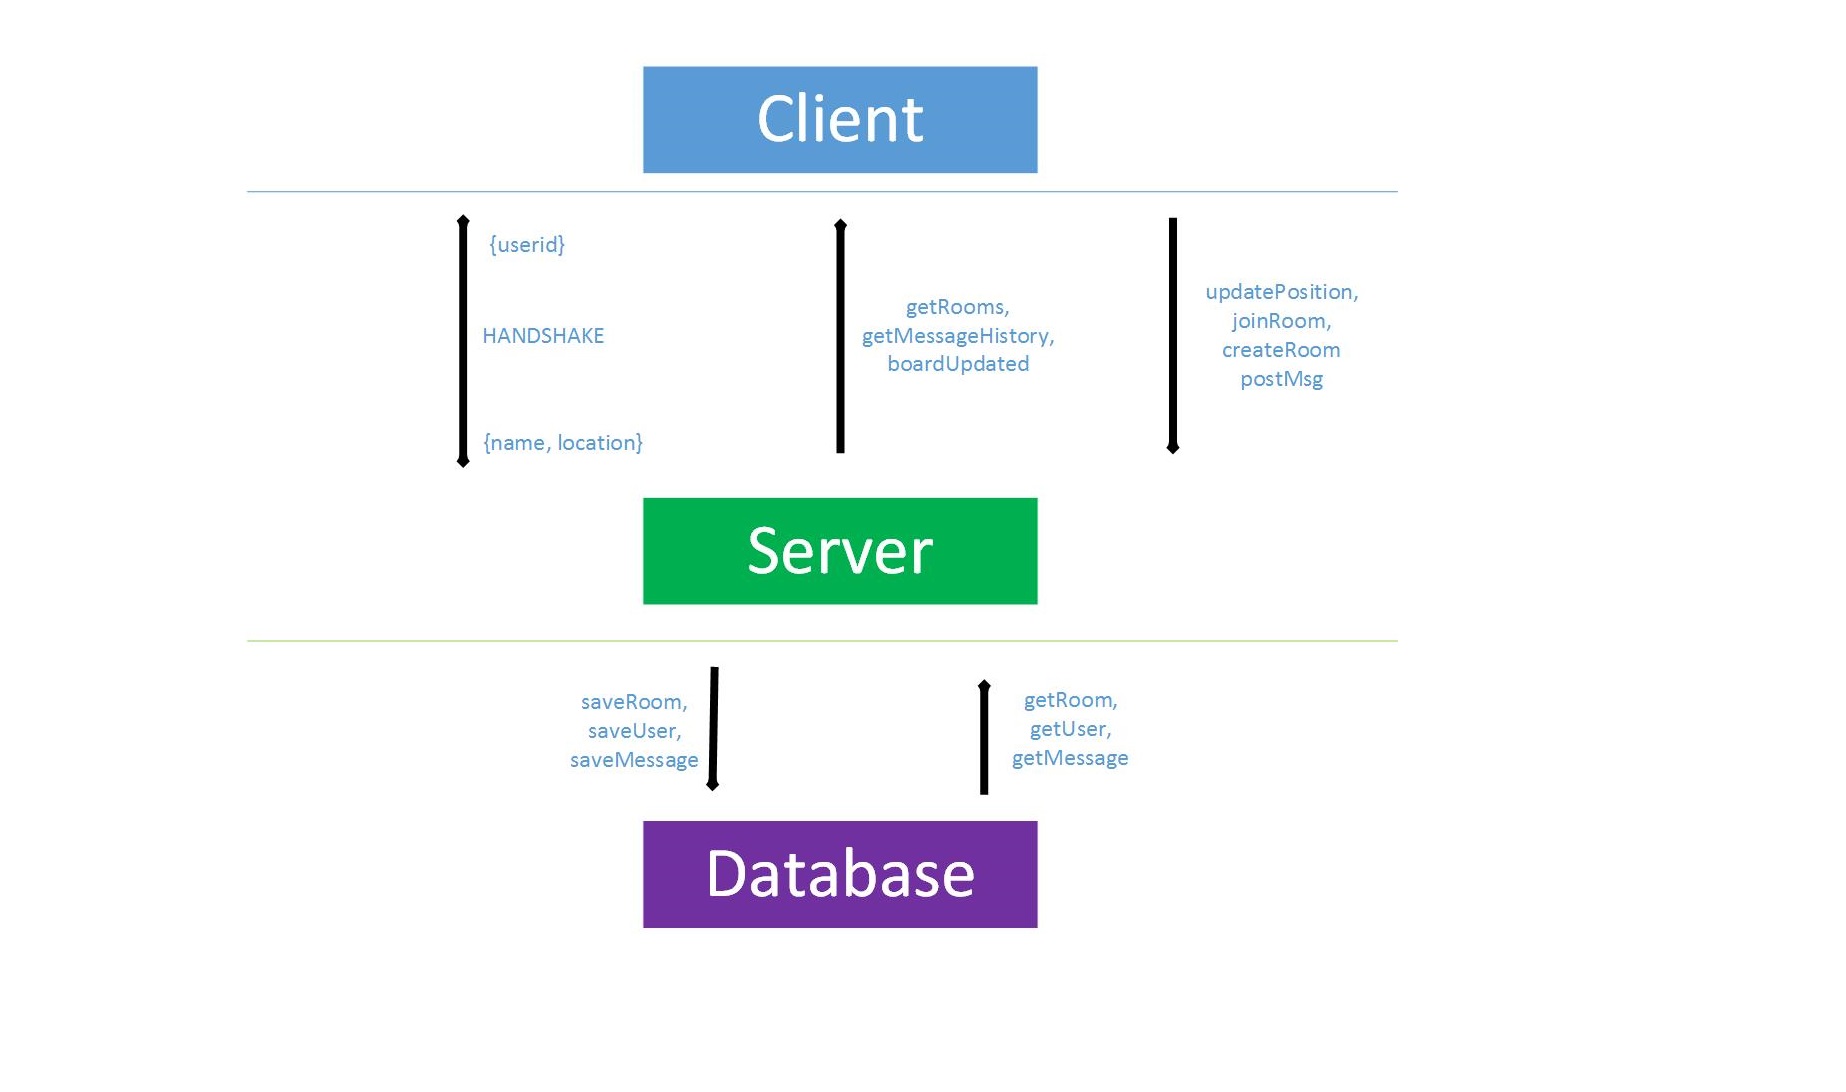 Client
{userid}
HANDSHAKE
{name, location}
getRooms,
getMessageHistory,
boardUpdated
updatePosition,
joinRoom,
createRoom
postMsg
Server
saveRoom,
saveUser,
saveMessage
getRoom,
getUser,
getMessage
Database